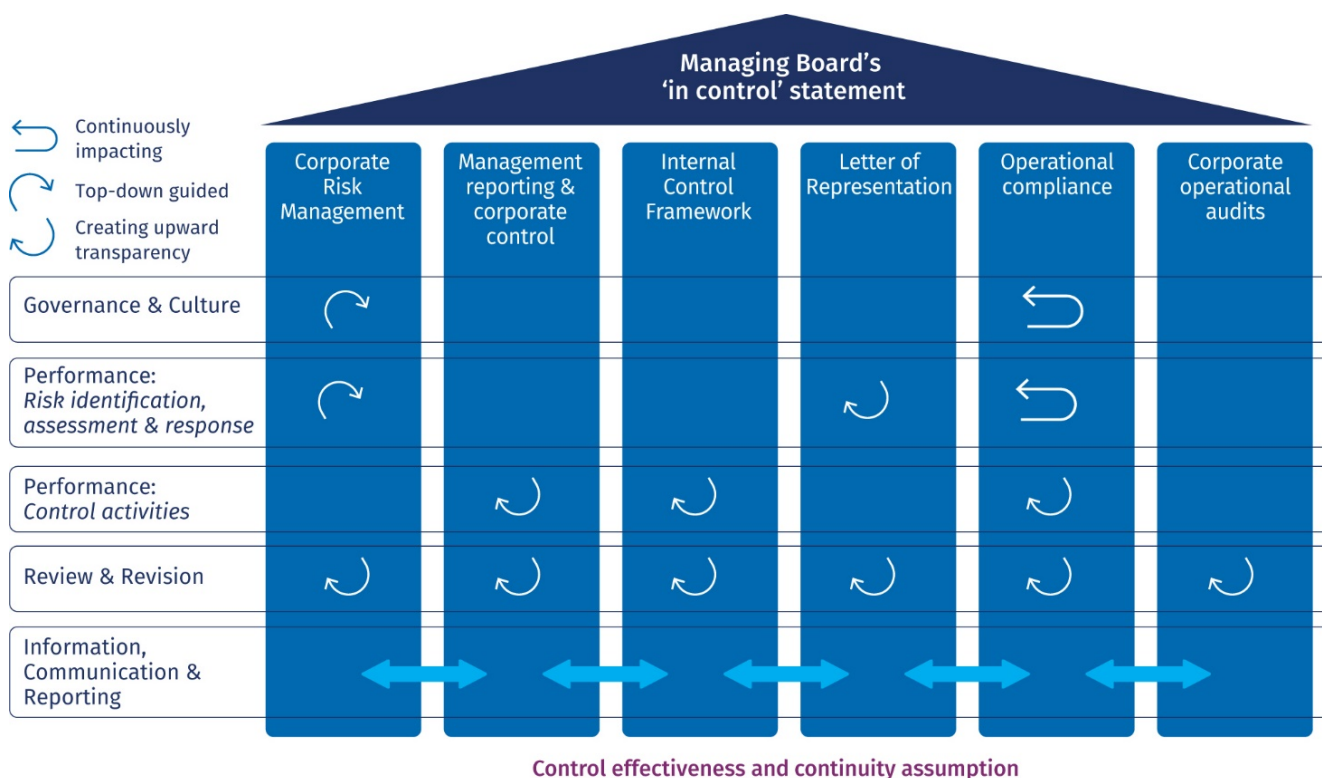 Managing Board's
‘in control’ statement
Continuously
impacting
Top-down guided
Creating upward
transparency
Corporate
Risk
Management
Management
reporting &
corporate
control
Internal
Control
Framework
Letter of
Representation
Operational
compliance
Corporate
operational
audits
Governance & Culture
Performance:
Risk identification,
assessment & response
Performance:
Control activities
Review & Revision
Information,
Communication &
Reporting
Control effectiveness and continuity assumption